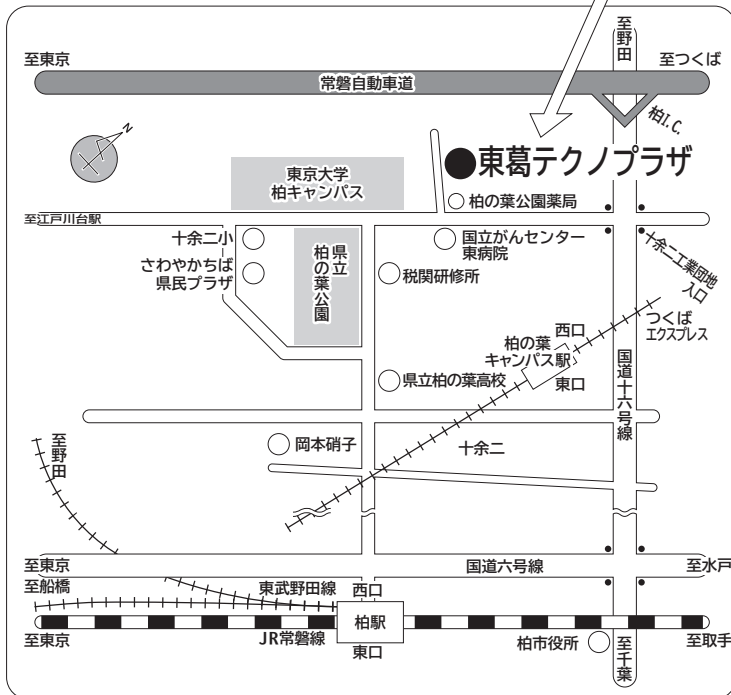 至野田
至東京
至つくば
常磐自動車道
柏I.C.
N
●東葛テクノプラザ
東京大学
柏キャンパス
柏の葉公園薬局
至江戸川台駅
十余二小
国立がんセンター
東病院
十余二工業団地
入口
さわやかちば
県民プラザ
県立
柏の葉公園
税関研修所
つくば
エクスプレス
西口
柏の葉
キャンパス駅
東口
国道十六号線
県立柏の葉高校
至野田
岡本硝子
十余二
至東京
国道六号線
至水戸
至船橋
東武野田線
西口
柏駅
至東京
JR常磐線
東口
柏市役所
至千葉
至取手